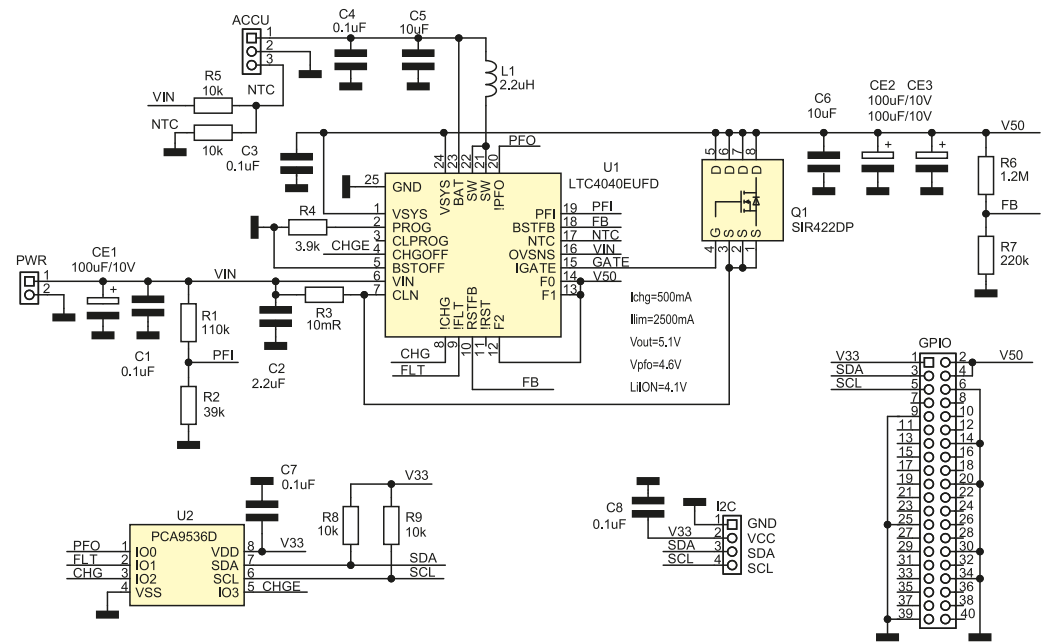 ACCU
1
2
3
C4
0.1uF
C5
10uF
L1
2.2uH
R5
10k
VIN
NTC
NTC
10k
C3
0.1uF
PFO
C6
10uF
CE2 CE3
100uF/10V
100uF/10V
V50
R6
1.2M
FB
R7
220k
U1
LTC4040EUFD
24 23 22 21 20
VSYS BAT SW SW !PFO
25 GND
1 VSYS
2 PROG
3 CLPROG
4 CHGOFF
5 BSTOFF
6 VIN
7 CLN
PFI 19 PFI
BSTFB 18 FB
NTC 17 NTC
OVSNS 16 VIN
IGATE 15 GATE
F0 14 V50
F1 13
!CHG !FLT RSTFB !RST F2
8 9 10 11 12
R4
3.9k
CHGE
CHG
FLT
FB
5 6 7 8
D D D D
G S S S
4 3 2 1
Q1
SIR422DP
PWR
1
2
CE1
100uF/10V
VIN
C1
0.1uF
R1
110k
PFI
R2
39k
C2
2.2uF
R3
10mR
Ichg=500mA
Ilim=2500mA
Vout=5.1V
Vpfo=4.6V
LiION=4.1V
GPIO
V33 1 2 V50
SDA 3 4
SCL 5 6
7 8
9 10
11 12
13 14
15 16
17 18
19 20
21 22
23 24
25 26
27 28
29 30
31 32
33 34
35 36
37 38
39 40
C7
0.1uF
U2
PCA9536D
PFO 1 IO0
FLT 2 IO1
CHG 3 IO2
4 VSS
VDD 8 V33
SDA 7 SDA
SCL 6 SCL
IO3 5 CHGE
V33
R8
10k
R9
10k
C8
0.1uF
I2C
1 GND
V33 2 VCC
SDA 3 SDA
SCL 4 SCL